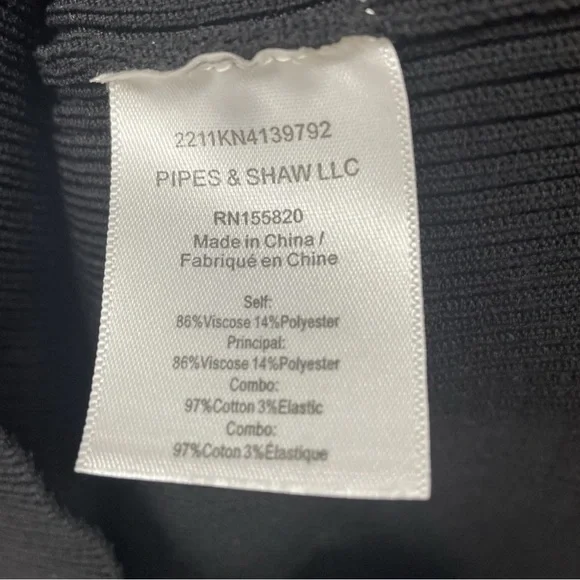 2211KN4139792
PIPES & SHAW LLC
RN155820
Made in China /
Fabriqué en Chine
Self:
86%Viscose 14%Polyester
Principal:
86%Viscose 14%Polyester
Combo:
97%Cotton 3%Elastic
Combo:
97%Coton 3%Élastique